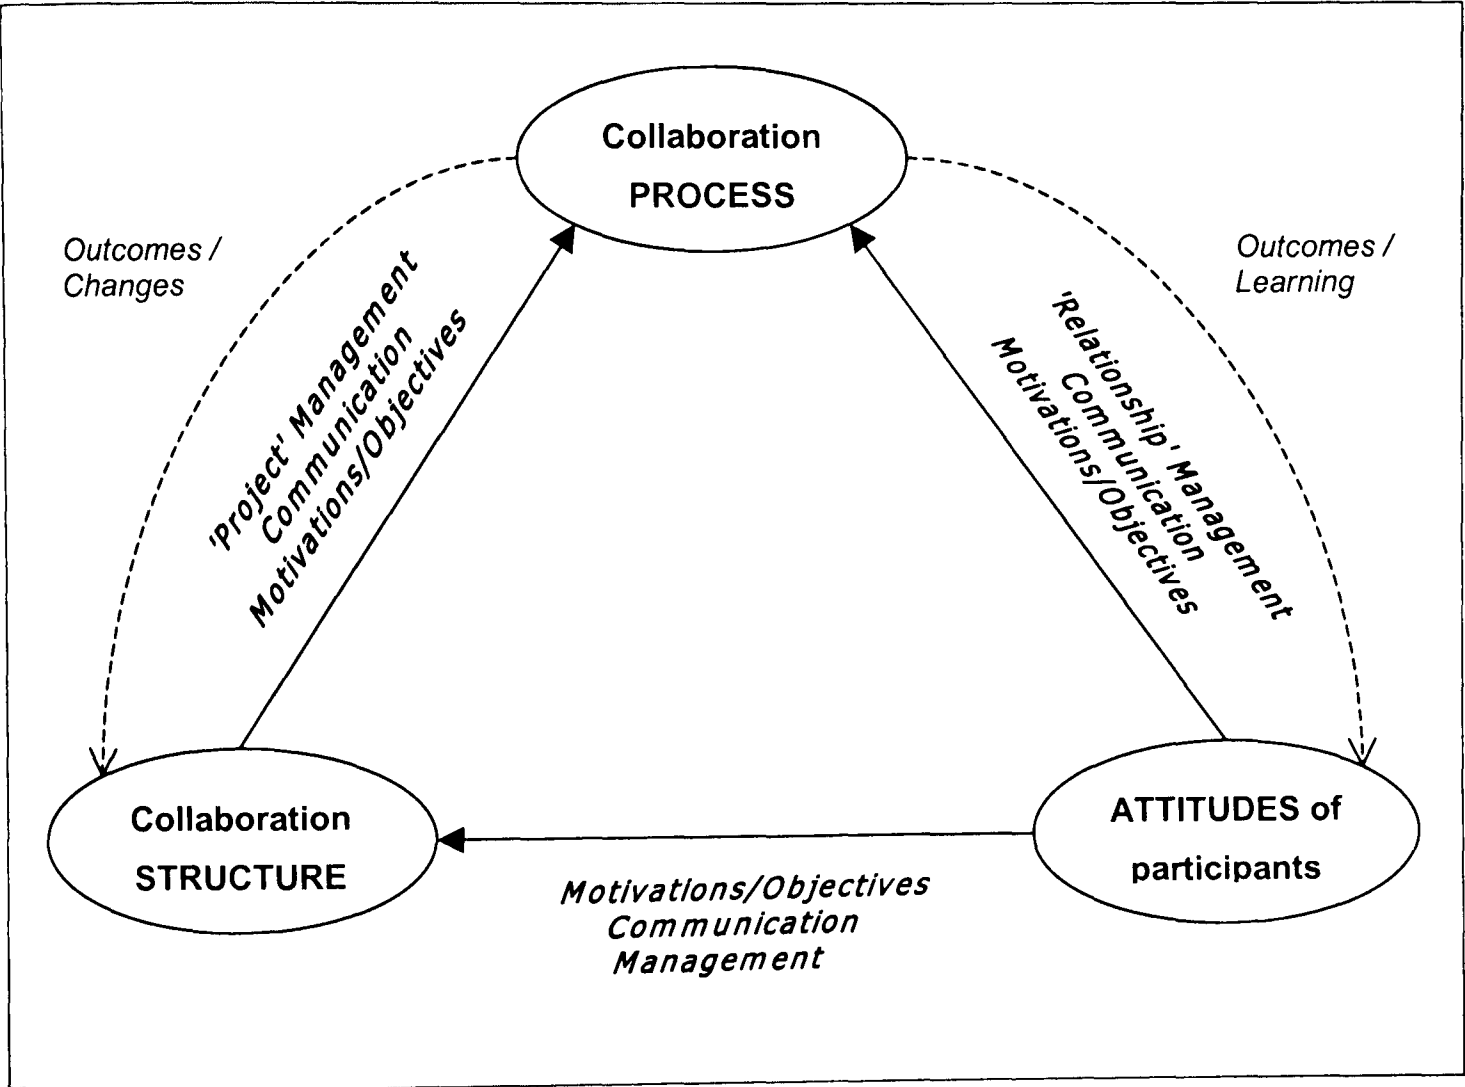 Collaboration
PROCESS
Outcomes /
Changes
Outcomes /
Learning
'Project' Management
Communication
Motivations/Objectives
'Relationship' Management
Communication
Motivations/Objectives
Collaboration
STRUCTURE
ATTITUDES of
participants
Motivations/Objectives
Communication
Management